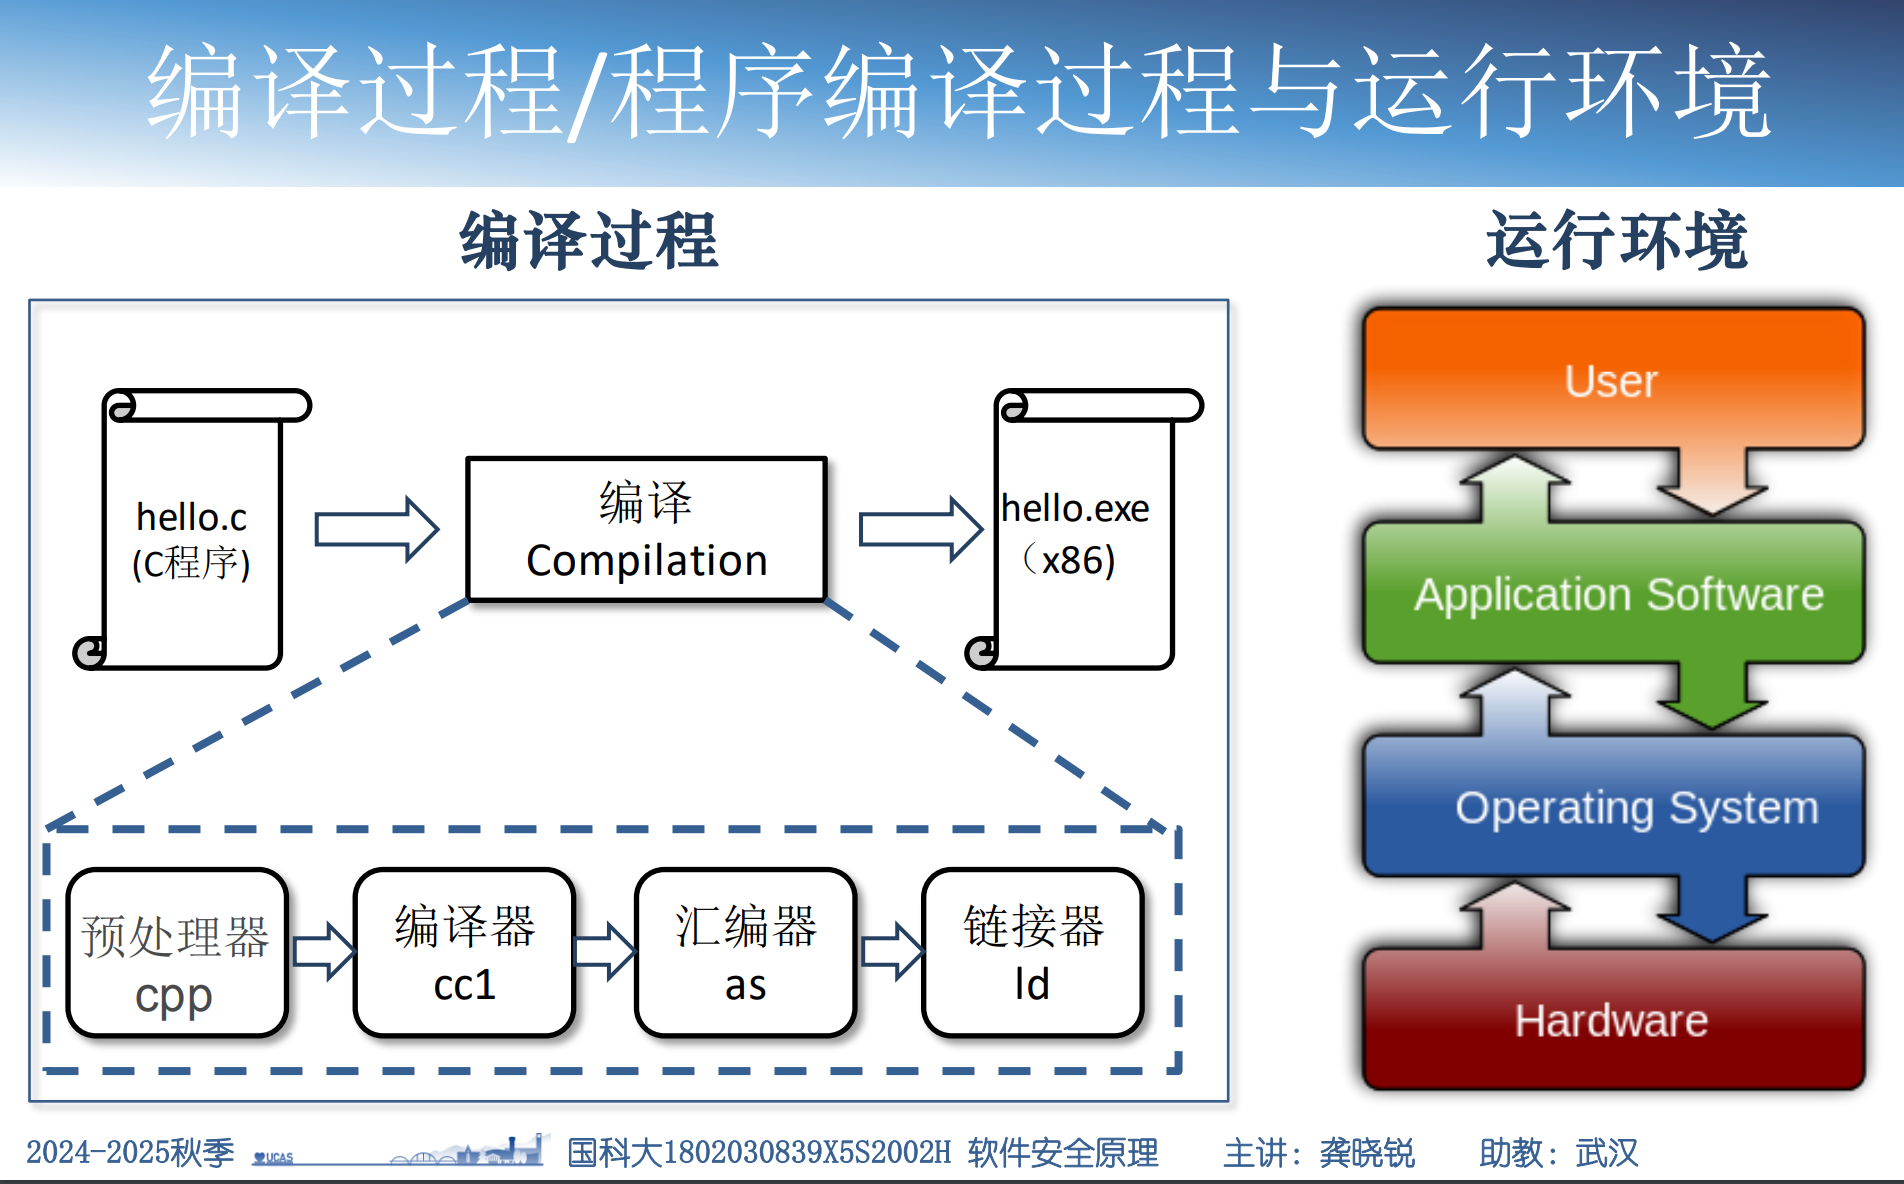 编译过程/程序编译过程与运行环境
编译过程
运行环境
hello.c
(C程序)
编译
Compilation
hello.exe
（x86)
预处理器
cpp
编译器
cc1
汇编器
as
链接器
ld
User
Application Software
Operating System
Hardware
2024-2025秋季 UCAS 国科大1802030839X5S2002H 软件安全原理 主讲：龚晓锐 助教：武汉